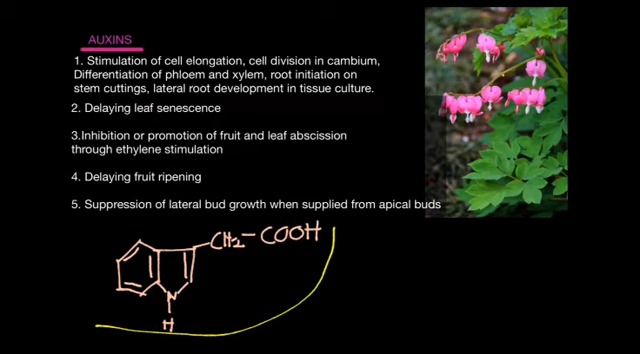 AUXINS
1. Stimulation of cell elongation, cell division in cambium,
Differentiation of phloem and xylem, root initiation on
stem cuttings, lateral root development in tissue culture.
2. Delaying leaf senescence
3.Inhibition or promotion of fruit and leaf abscission
through ethylene stimulation
4. Delaying fruit ripening
5. Suppression of lateral bud growth when supplied from apical buds
CH2-COOH
N
H